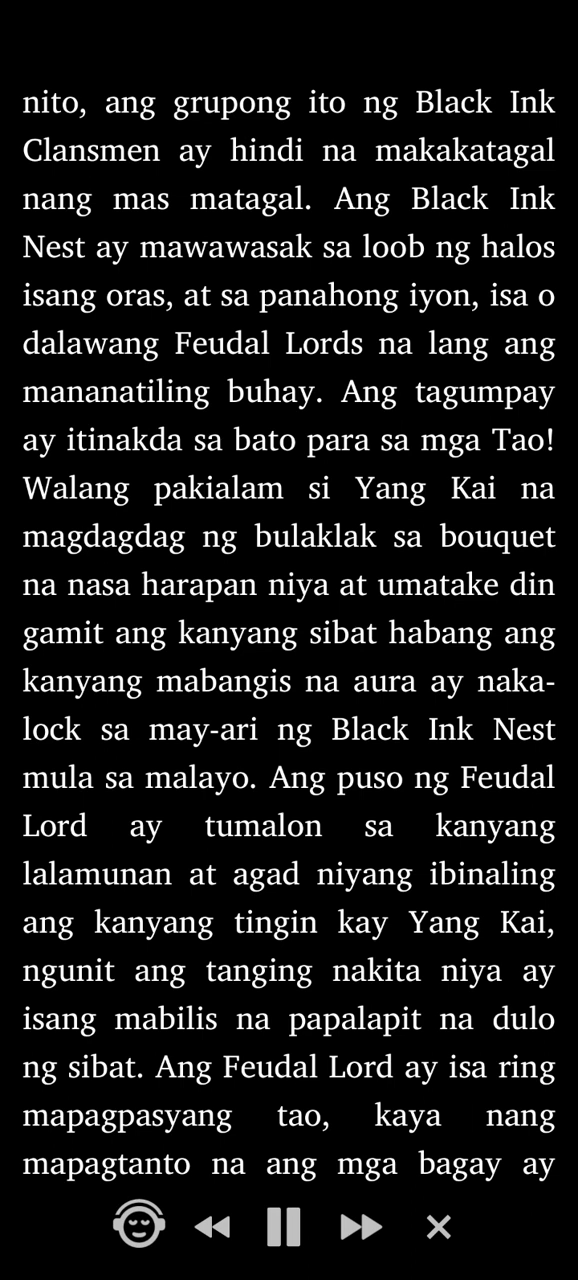 nito, ang grupong ito ng Black Ink
Clansmen ay hindi na makakatagal
nang mas matagal. Ang Black Ink
Nest ay mawawasak sa loob ng halos
isang oras, at sa panahong iyon, isa o
dalawang Feudal Lords na lang ang
mananatiling buhay. Ang tagumpay
ay itinakda sa bato para sa mga Tao!
Walang pakialam si Yang Kai na
magdagdag ng bulaklak sa bouquet
na nasa harapan niya at umatake din
gamit ang kanyang sibat habang ang
kanyang mabangis na aura ay naka-
lock sa may-ari ng Black Ink Nest
mula sa malayo. Ang puso ng Feudal
Lord ay tumalon sa kanyang
lalamunan at agad niyang ibinaling
ang kanyang tingin kay Yang Kai,
ngunit ang tanging nakita niya ay
isang mabilis na papalapit na dulo
ng sibat. Ang Feudal Lord ay isa ring
mapagpasyang tao, kaya nang
mapagtanto na ang mga bagay ay